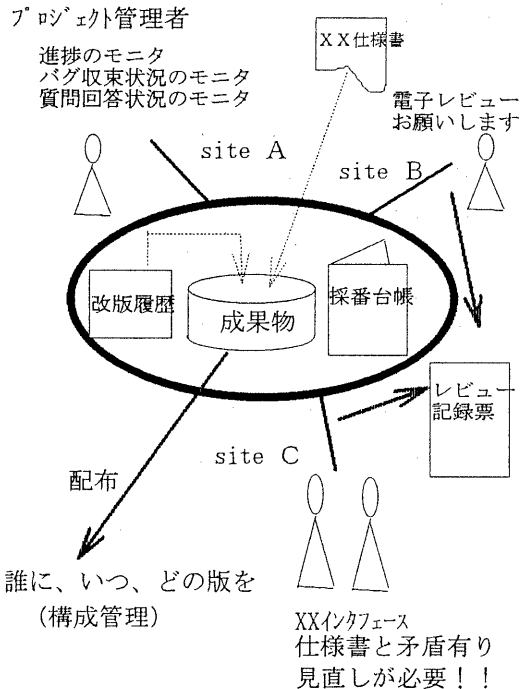 プロジェクト管理者
進捗のモニタ
バグ収束状況のモニタ
質問回答状況のモニタ
XX仕様書
電子レビュー
お願いします
site A
site B
改版履歴
成果物
採番台帳
レビュー
記録票
site C
配布
誰に、いつ、どの版を
(構成管理)
XXインタフェース
仕様書と矛盾有り
見直しが必要！！